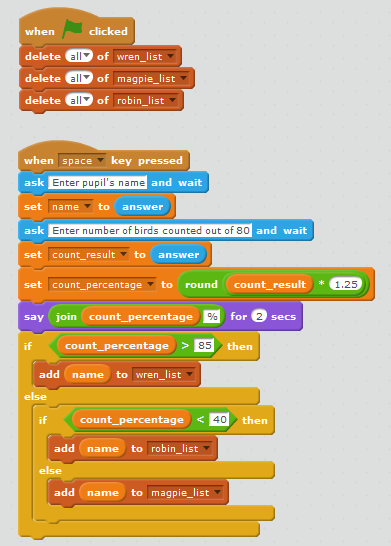 when clicked
delete all of wren_list
delete all of magpie_list
delete all of robin_list
when space key pressed
ask Enter pupil's name and wait
set name to answer
ask Enter number of birds counted out of 80 and wait
set count_result to answer
set count_percentage to round count_result * 1.25
say join count_percentage % for 2 secs
if count_percentage > 85 then
add name to wren_list
else
if count_percentage < 40 then
add name to robin_list
else
add name to magpie_list